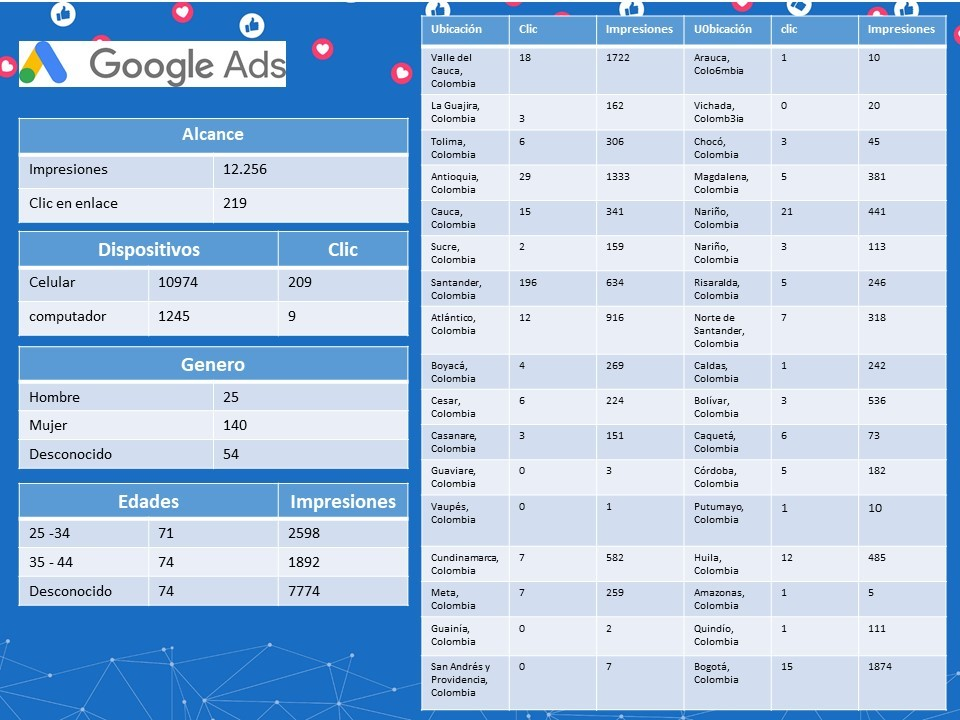 Google Ads
Alcance
Impresiones 12.256
Clic en enlace 219
Dispositivos Clic
Celular 10974 209
computador 1245 9
Genero
Hombre 25
Mujer 140
Desconocido 54
Edades Impresiones
25 -34 71 2598
35 - 44 74 1892
Desconocido 74 7774
Ubicación Clic Impresiones U0bicación clic Impresiones
Valle del 18 1722 Arauca, 1 10
Cauca, Colo6mbia
Colombia
La Guajira, 162 Vichada, 0 20
Colombia 3 Colomb3ia
Tolima, 6 306 Chocó, 3 45
Colombia Colombia
Antioquia, 29 1333 Magdalena, 5 381
Colombia Colombia
Cauca, 15 341 Nariño, 21 441
Colombia Colombia
Sucre, 2 159 Nariño, 3 113
Colombia Colombia
Santander, 196 634 Risaralda, 5 246
Colombia Colombia
Atlántico, 12 916 Norte de 7 318
Colombia Santander,
Colombia
Boyacá, 4 269 Caldas, 1 242
Colombia Colombia
Cesar, 6 224 Bolívar, 3 536
Colombia Colombia
Casanare, 3 151 Caquetá, 6 73
Colombia Colombia
Guaviare, 0 3 Córdoba, 5 182
Colombia Colombia
Vaupés, 0 1 Putumayo, 1 10
Colombia Colombia
Cundinamarca, 7 582 Huila, 12 485
Colombia Colombia
Meta, 7 259 Amazonas, 1 5
Colombia Colombia
Guainía, 0 2 Quindío, 1 111
Colombia Colombia
San Andrés y 0 7 Bogotá, 15 1874
Providencia, Colombia
Colombia